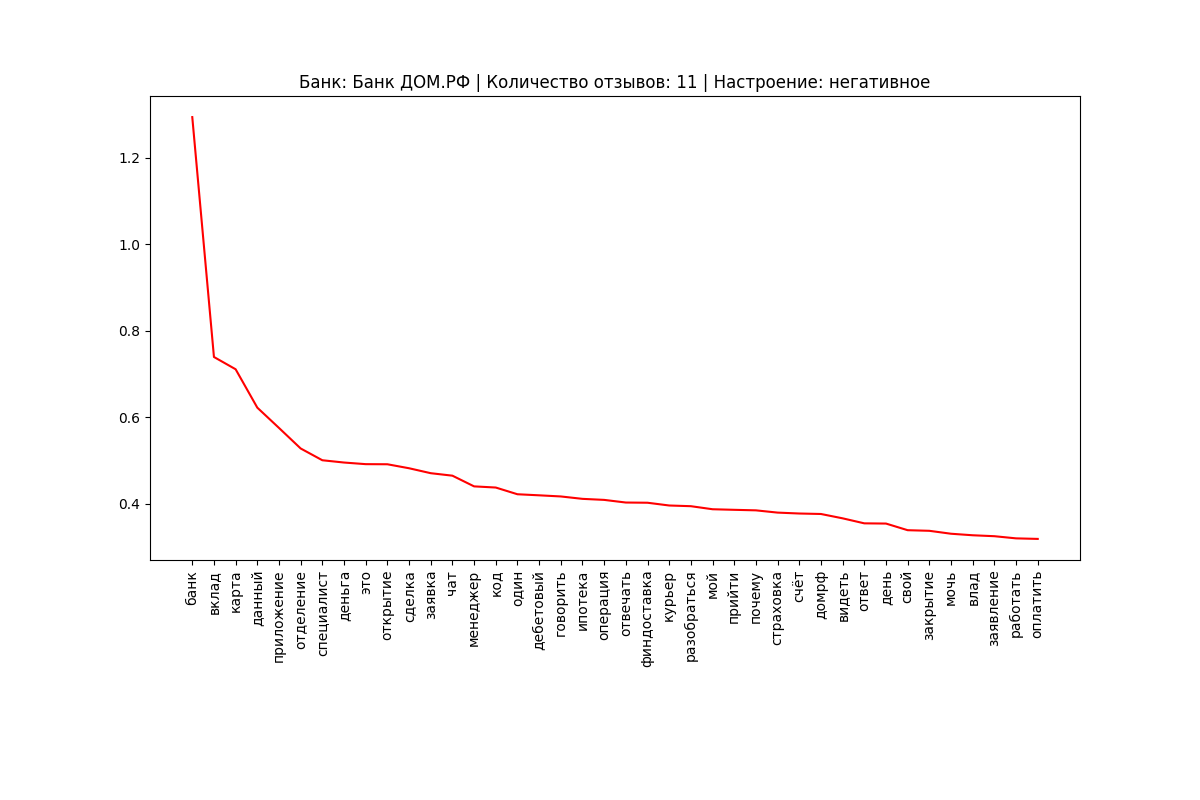 Банк: Банк ДОМ.РФ | Количество отзывов: 11 | Настроение: негативное
1.2
1.0
0.8
0.6
0.4
банк
вклад
карта
данный
приложение
отделение
специалист
деньга
это
открытие
сделка
заявка
чат
менеджер
код
один
дебетовый
говорить
ипотека
операция
отвечать
финдоставка
курьер
разобраться
мой
прийти
почему
страховка
счёт
домрф
видеть
ответ
день
свой
закрытие
мочь
влад
заявление
работать
оплатить